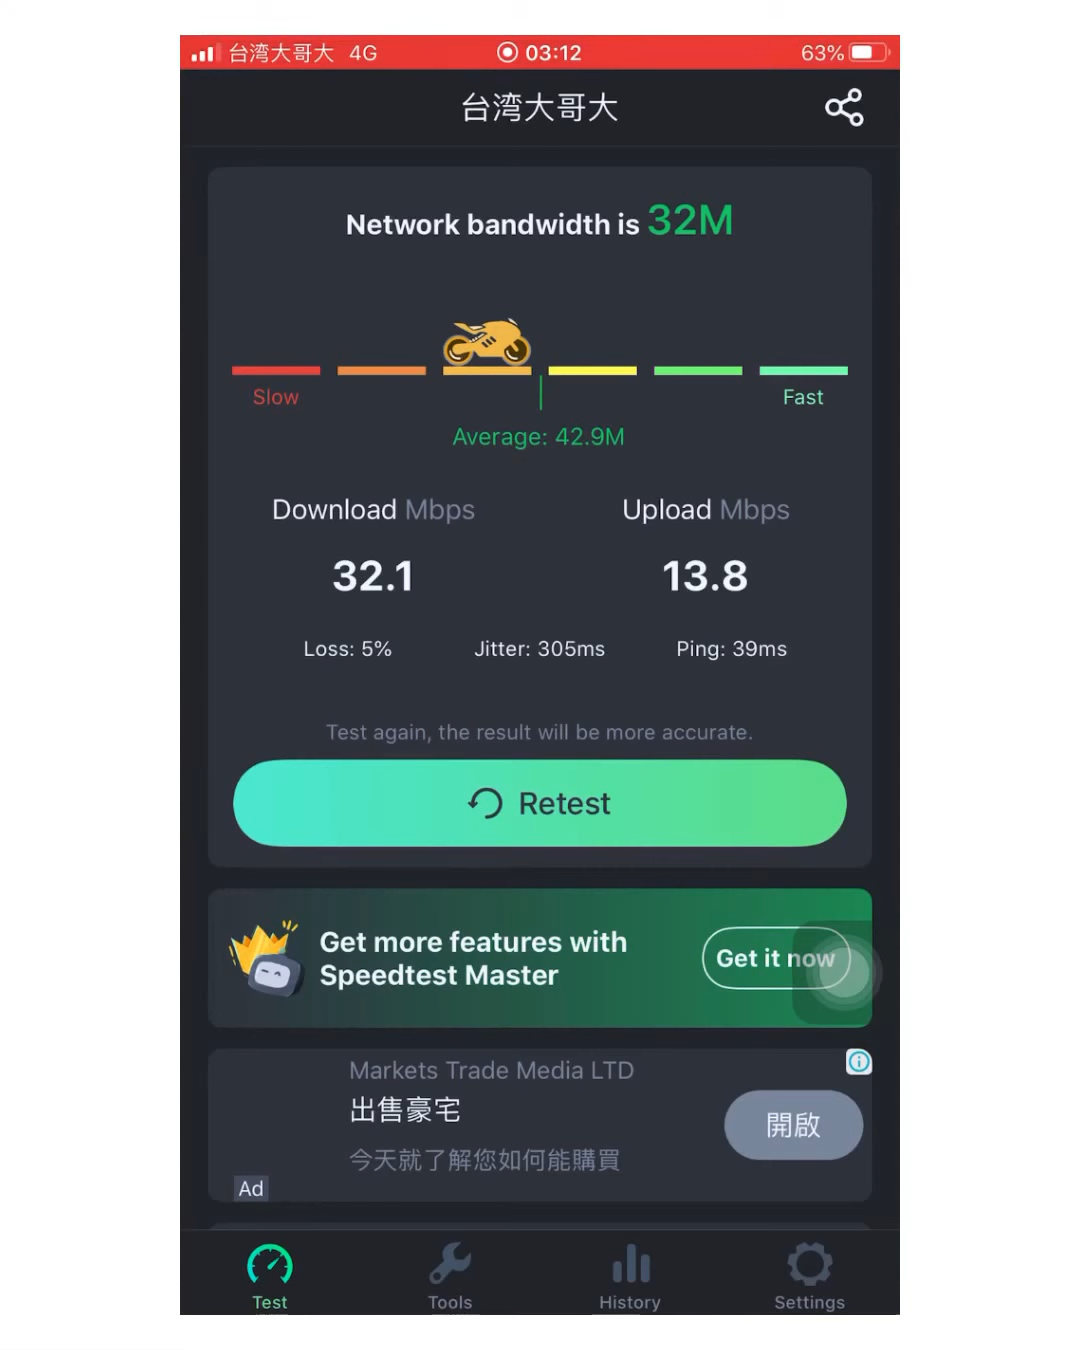 台湾大哥大 4G 03:12 63%
台湾大哥大
Network bandwidth is 32M
Slow Fast
Average: 42.9M
Download Mbps Upload Mbps
32.1 13.8
Loss: 5% Jitter: 305ms Ping: 39ms
Test again, the result will be more accurate.
Retest
Get more features with
Speedtest Master
Get it now
Markets Trade Media LTD
出售豪宅
今天就了解您如何能購買
開啟
Ad
Test Tools History Settings